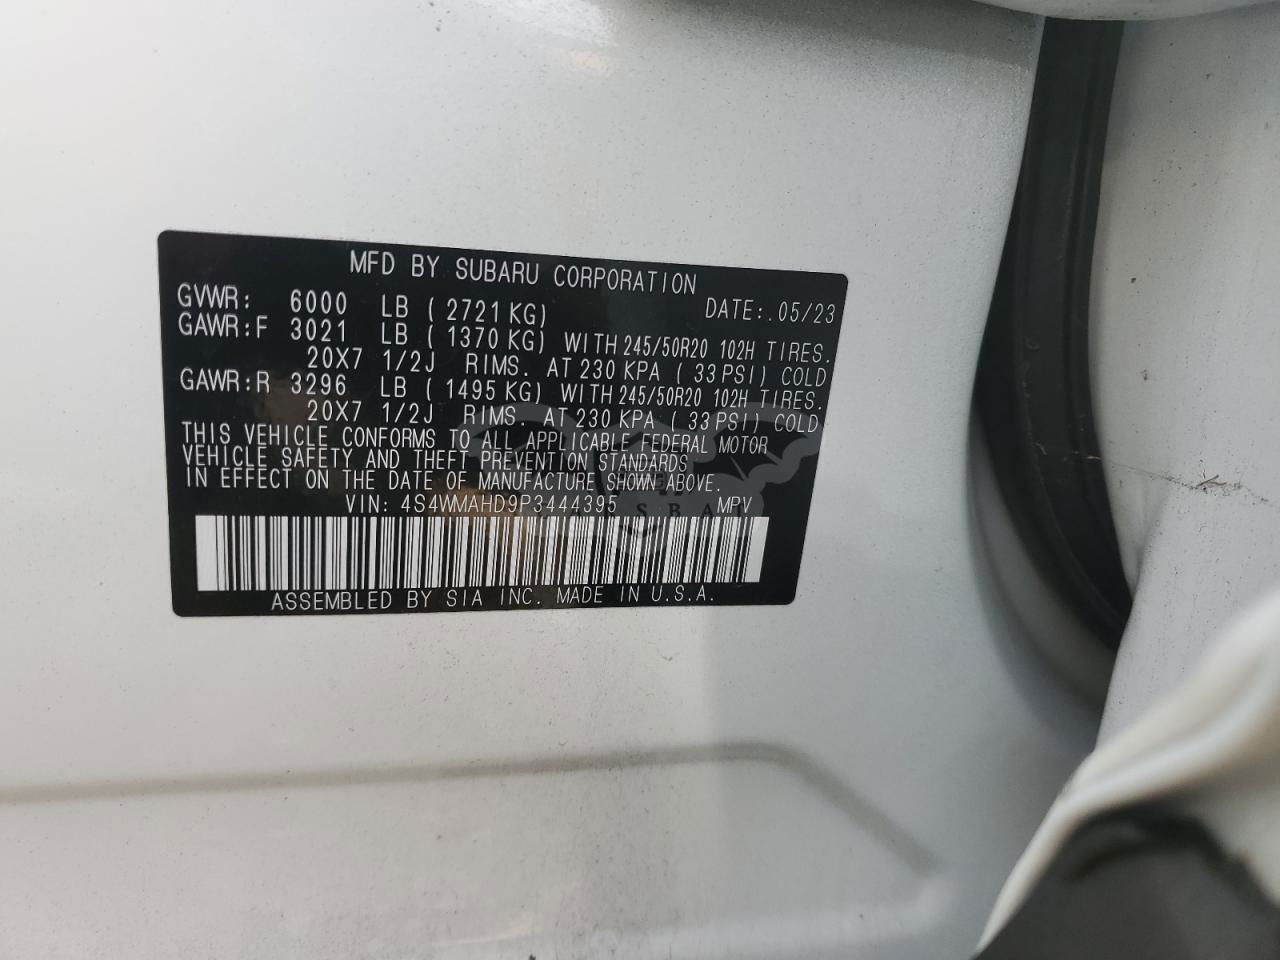 MFD BY SUBARU CORPORATION
GVWR: 6000 LB ( 2721 KG) DATE: 05/23
GAWR:F 3021 LB ( 1370 KG) WITH 245/50R20 102H TIRES.
20X7 1/2J RIMS. AT 230 KPA ( 33 PSI) COLD
GAWR:R 3296 LB ( 1495 KG) WITH 245/50R20 102H TIRES.
20X7 1/2J RIMS. AT 230 KPA ( 33 PSI) COLD
THIS VEHICLE CONFORMS TO ALL APPLICABLE FEDERAL MOTOR
VEHICLE SAFETY AND THEFT PREVENTION STANDARDS
IN EFFECT ON THE DATE OF MANUFACTURE SHOWN ABOVE.
VIN: 4S4WMAHD9P3444395 MPV
ASSEMBLED BY SIA INC. MADE IN U.S.A.